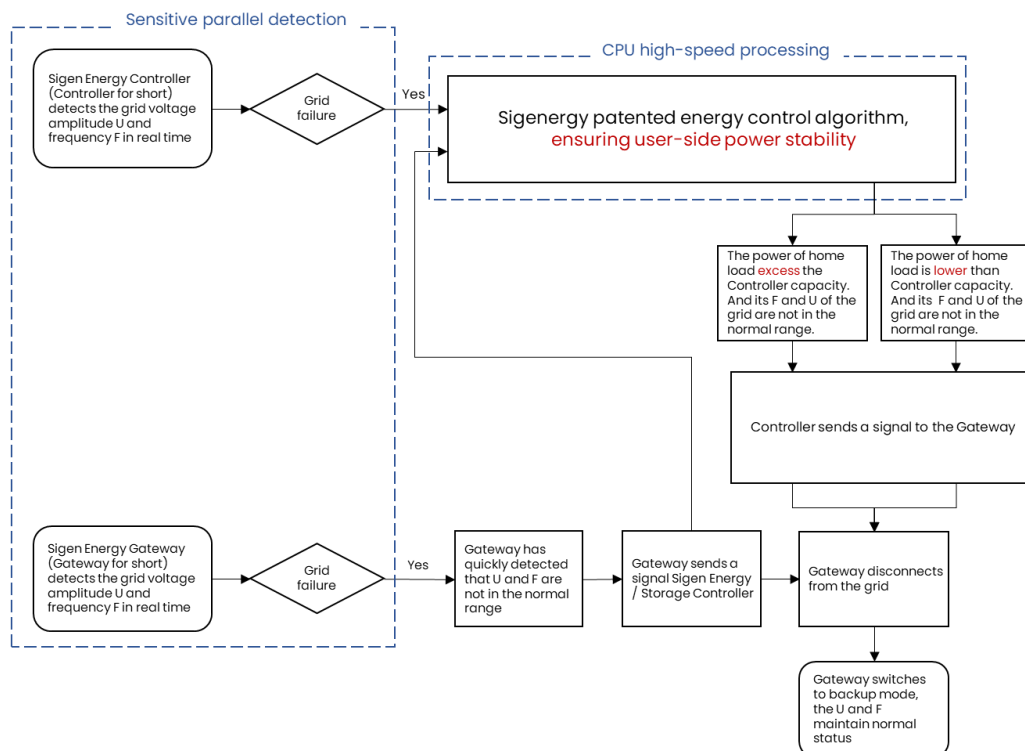 Sensitive parallel detection
CPU high-speed processing
Sigen Energy Controller
(Controller for short)
detects the grid voltage
amplitude U and
frequency F in real time
Grid
failure
Yes
Sigenergy patented energy control algorithm,
ensuring user-side power stability
The power of home
load excess the
Controller capacity.
And its F and U of the
grid are not in the
normal range.
The power of home
load is lower than
Controller capacity.
And its F and U of the
grid are not in the
normal range.
Controller sends a signal to the Gateway
Sigen Energy Gateway
(Gateway for short)
detects the grid voltage
amplitude U and
frequency F in real time
Grid
failure
Yes
Gateway has
quickly detected
that U and F are
not in the normal
range
Gateway sends a
signal Sigen Energy
/ Storage Controller
Gateway disconnects
from the grid
Gateway switches
to backup mode,
the U and F
maintain normal
status